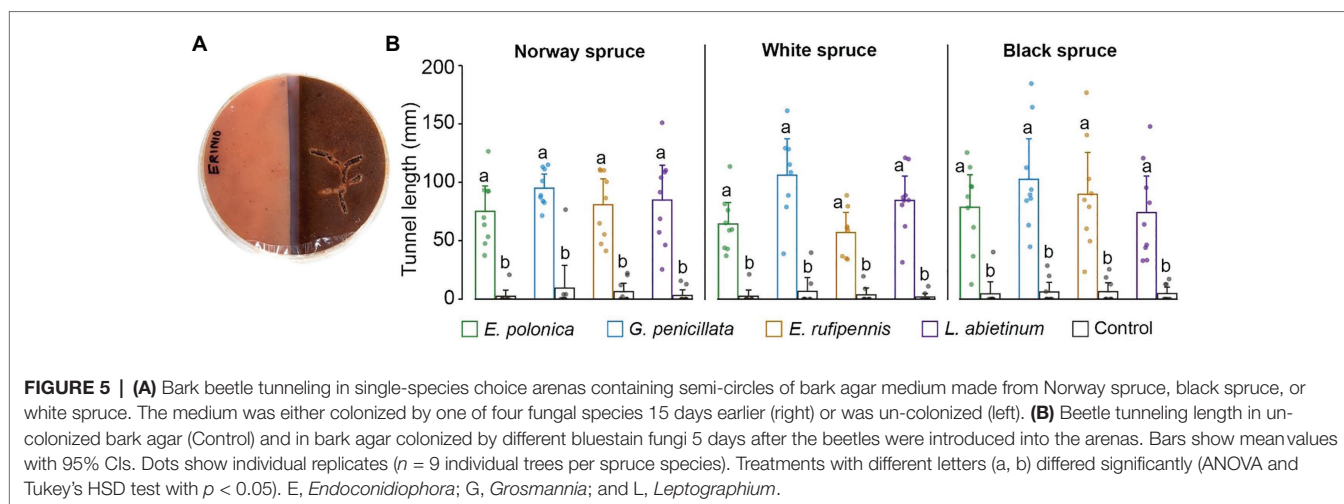 A
B
Norway spruce
White spruce
Black spruce
ERINIO
Tunnel length (mm)
200
150
100
50
0
a b a b a b a b
a b a b a b a b
a b a b a b a b
E. polonica G. penicillata E. rufipennis L. abietinum Control
FIGURE 5 | (A) Bark beetle tunneling in single-species choice arenas containing semi-circles of bark agar medium made from Norway spruce, black spruce, or
white spruce. The medium was either colonized by one of four fungal species 15 days earlier (right) or was un-colonized (left). (B) Beetle tunneling length in un-
colonized bark agar (Control) and in bark agar colonized by different bluestain fungi 5 days after the beetles were introduced into the arenas. Bars show mean values
with 95% CIs. Dots show individual replicates (n = 9 individual trees per spruce species). Treatments with different letters (a, b) differed significantly (ANOVA and
Tukey's HSD test with p < 0.05). E, Endoconidiophora; G, Grosmannia; and L, Leptographium.